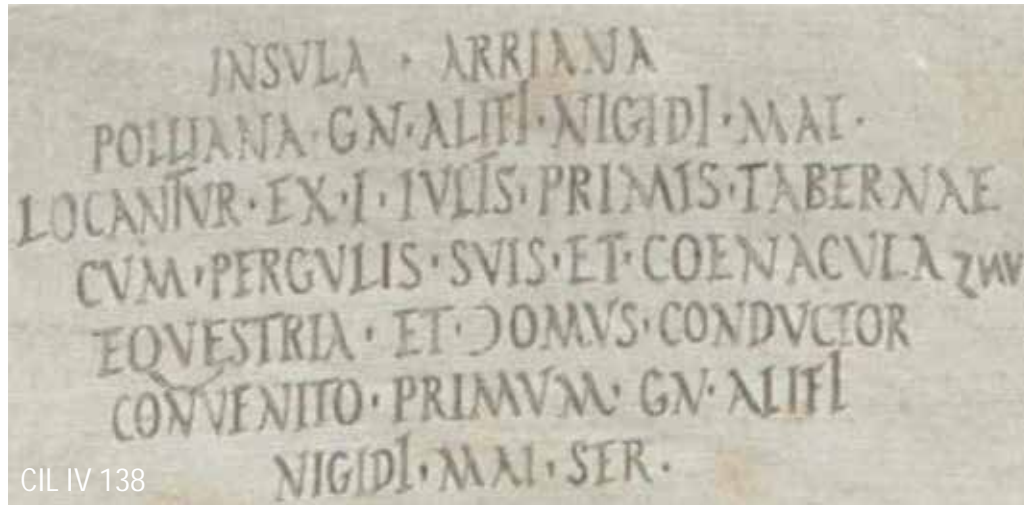 INSVLA · ARRIANA
POLLIANA · GN · ALIFI · NIGIDI · MAI ·
LOCANTVR · EX · I · IVLIS · PRIMIS · TABERNAE
CVM · PERGVLIS · SVIS · ET · COENACVLA
EQVESTRIA · ET · DOMVS · CONDVCTOR
CONVENITO · PRIMVM · GN · ALIFI
NIGIDI · MAI · SER ·
CIL IV 138